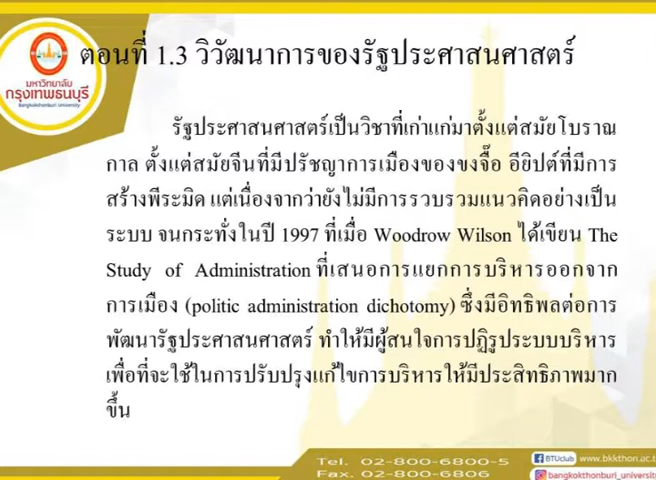 ตอนที่ 1.3 วิวัฒนาการของรัฐประศาสนศาสตร์
มหาวิทยาลัย
กรุงเทพธนบุรี
Bangkokthonburi University
รัฐประศาสนศาสตร์เป็นวิชาที่เก่าแก่มาตั้งแต่สมัยโบราณ
กาล ตั้งแต่สมัยจีนที่มีปรัชญาการเมืองของขงจื๊อ อียิปต์ที่มีการ
สร้างพีระมิด แต่เนื่องจากว่ายังไม่มีการรวบรวมแนวคิดอย่างเป็น
ระบบ จนกระทั่งในปี 1997 ที่เมื่อ Woodrow Wilson ได้เขียน The
Study of Administration ที่เสนอการแยกการบริหารออกจาก
การเมือง (politic administration dichotomy) ซึ่งมีอิทธิพลต่อการ
พัฒนารัฐประศาสนศาสตร์ ทำให้มีผู้สนใจการปฏิรูประบบบริหาร
เพื่อที่จะใช้ในการปรับปรุงแก้ไขการบริหารให้มีประสิทธิภาพมาก
ขึ้น
Tel. 02-800-6800-5
Fax. 02-800-6806
BTUclub www.bkkthon.ac.t
bangkokthonburi_university